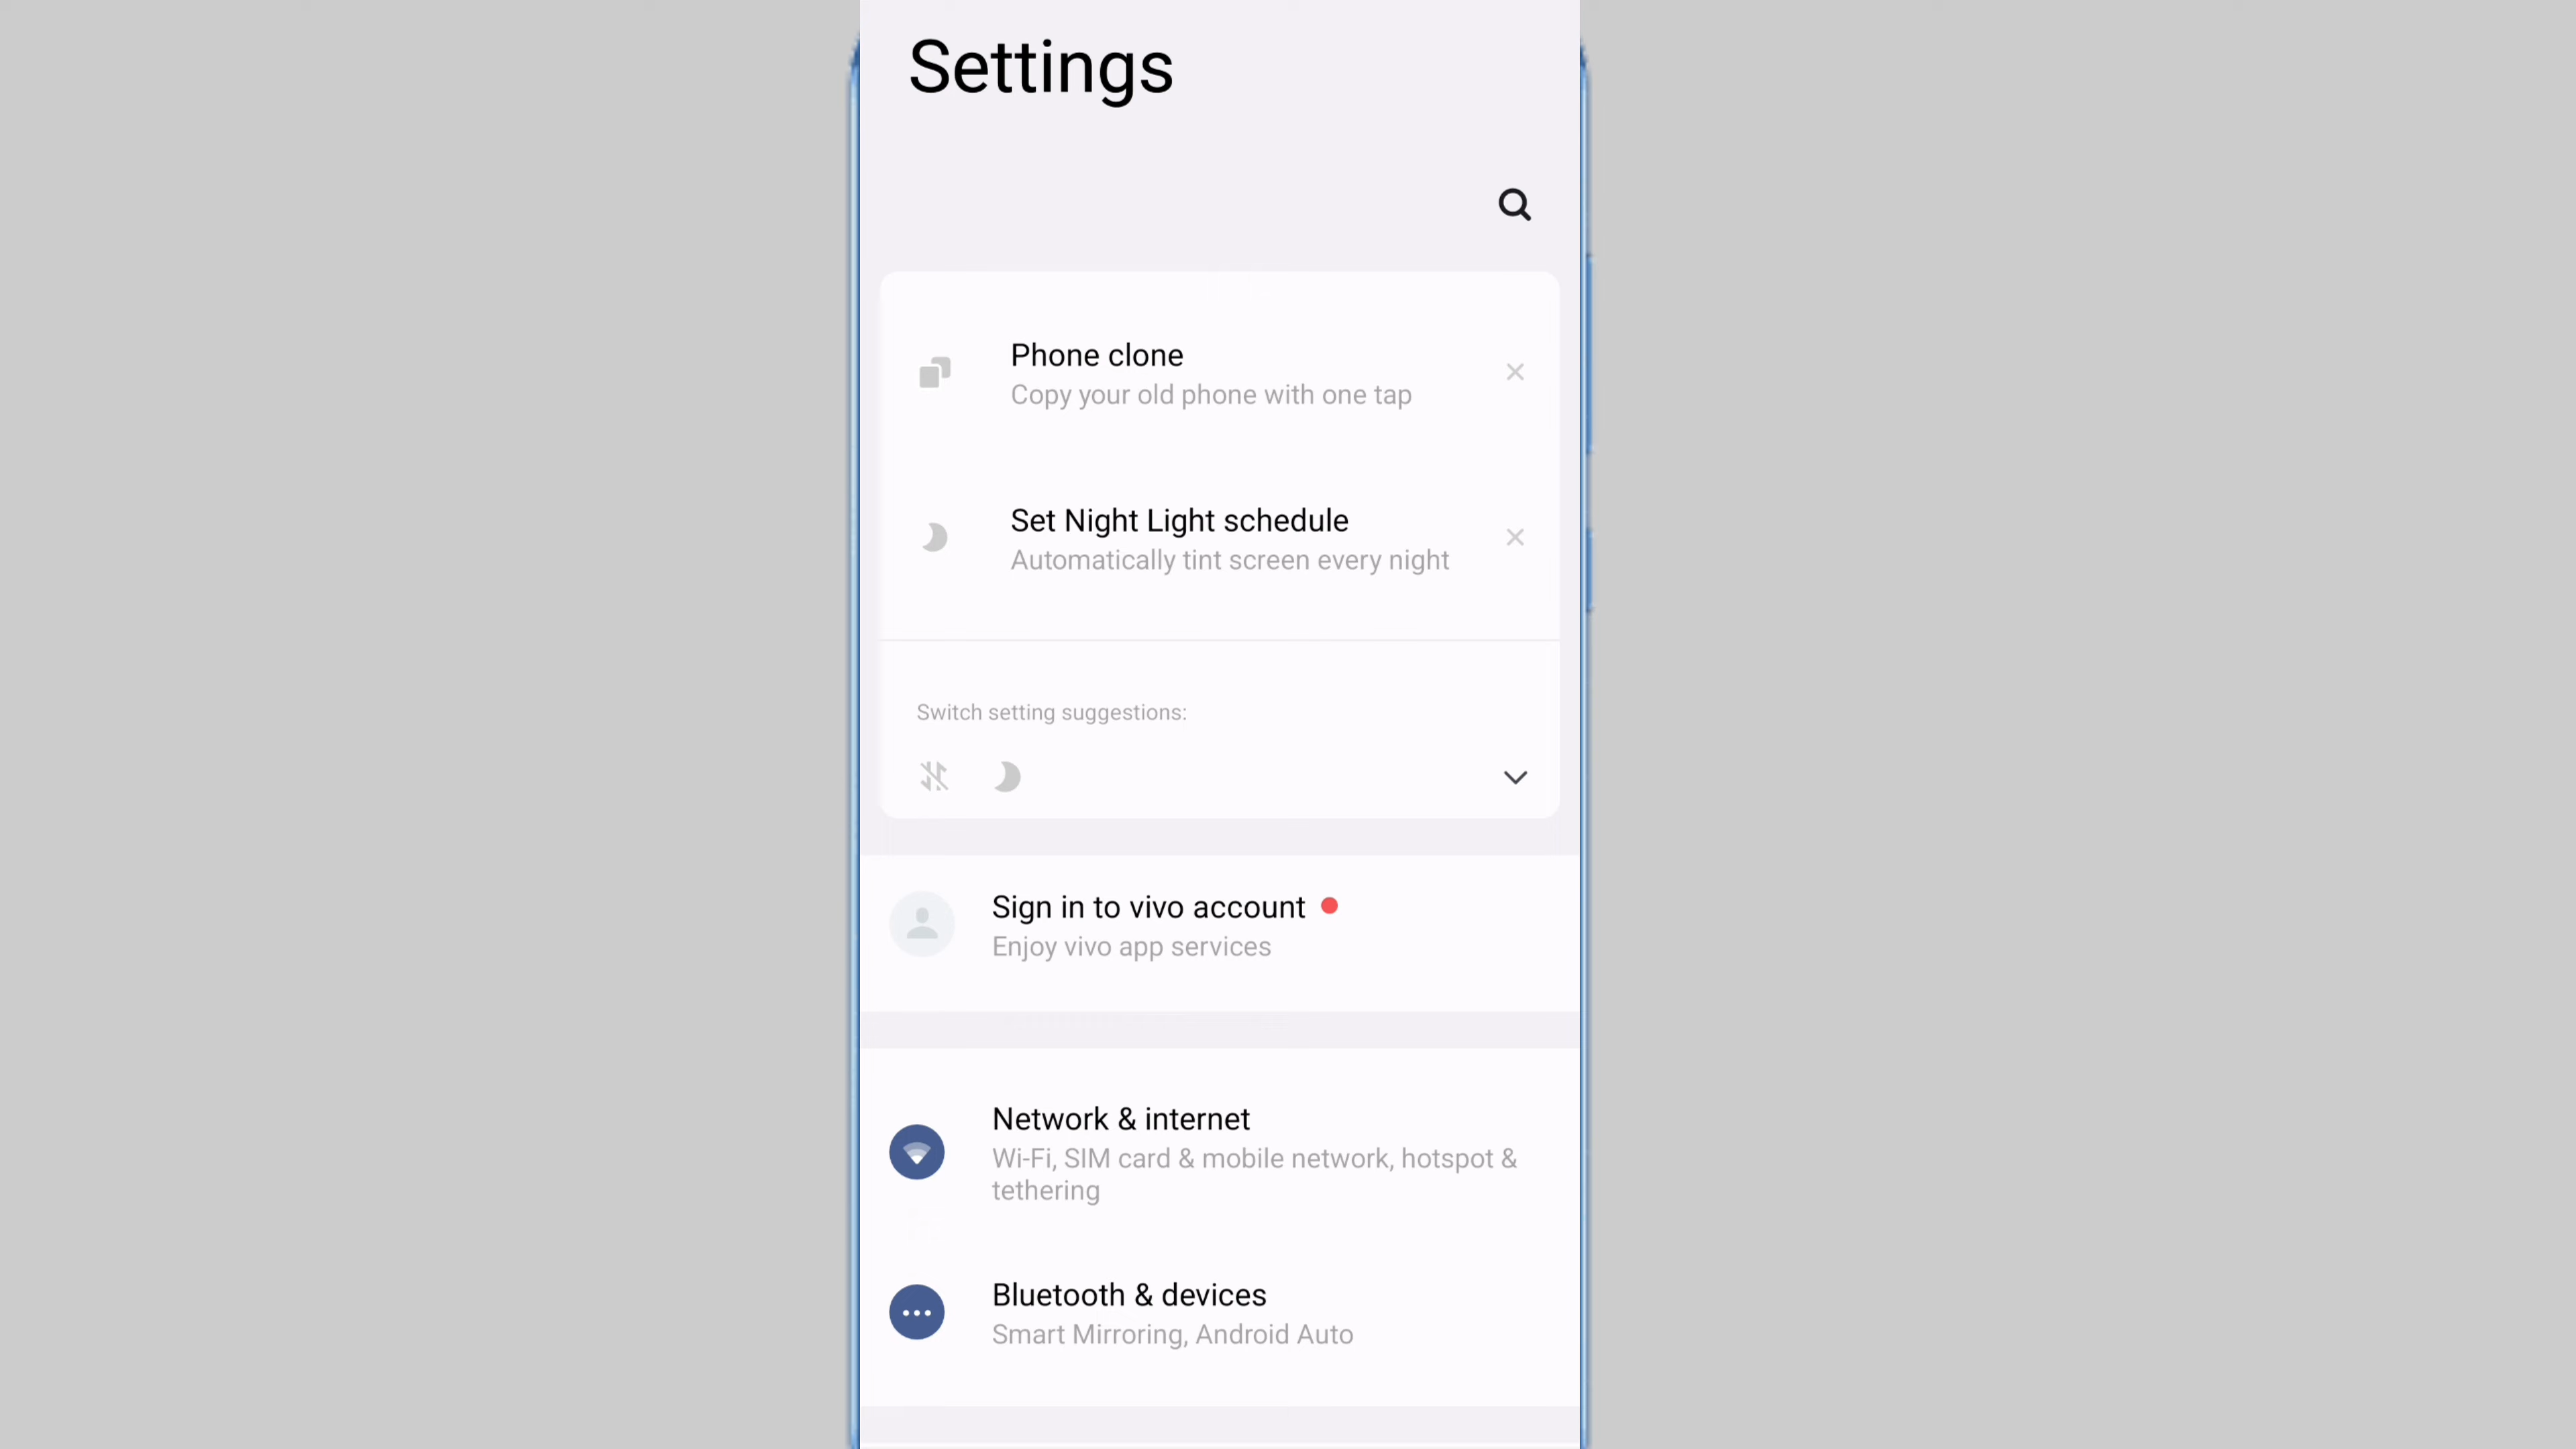 Settings
Phone clone
Copy your old phone with one tap
Set Night Light schedule
Automatically tint screen every night
Switch setting suggestions:
Sign in to vivo account
Enjoy vivo app services
Network & internet
Wi-Fi, SIM card & mobile network, hotspot &
tethering
Bluetooth & devices
Smart Mirroring, Android Auto